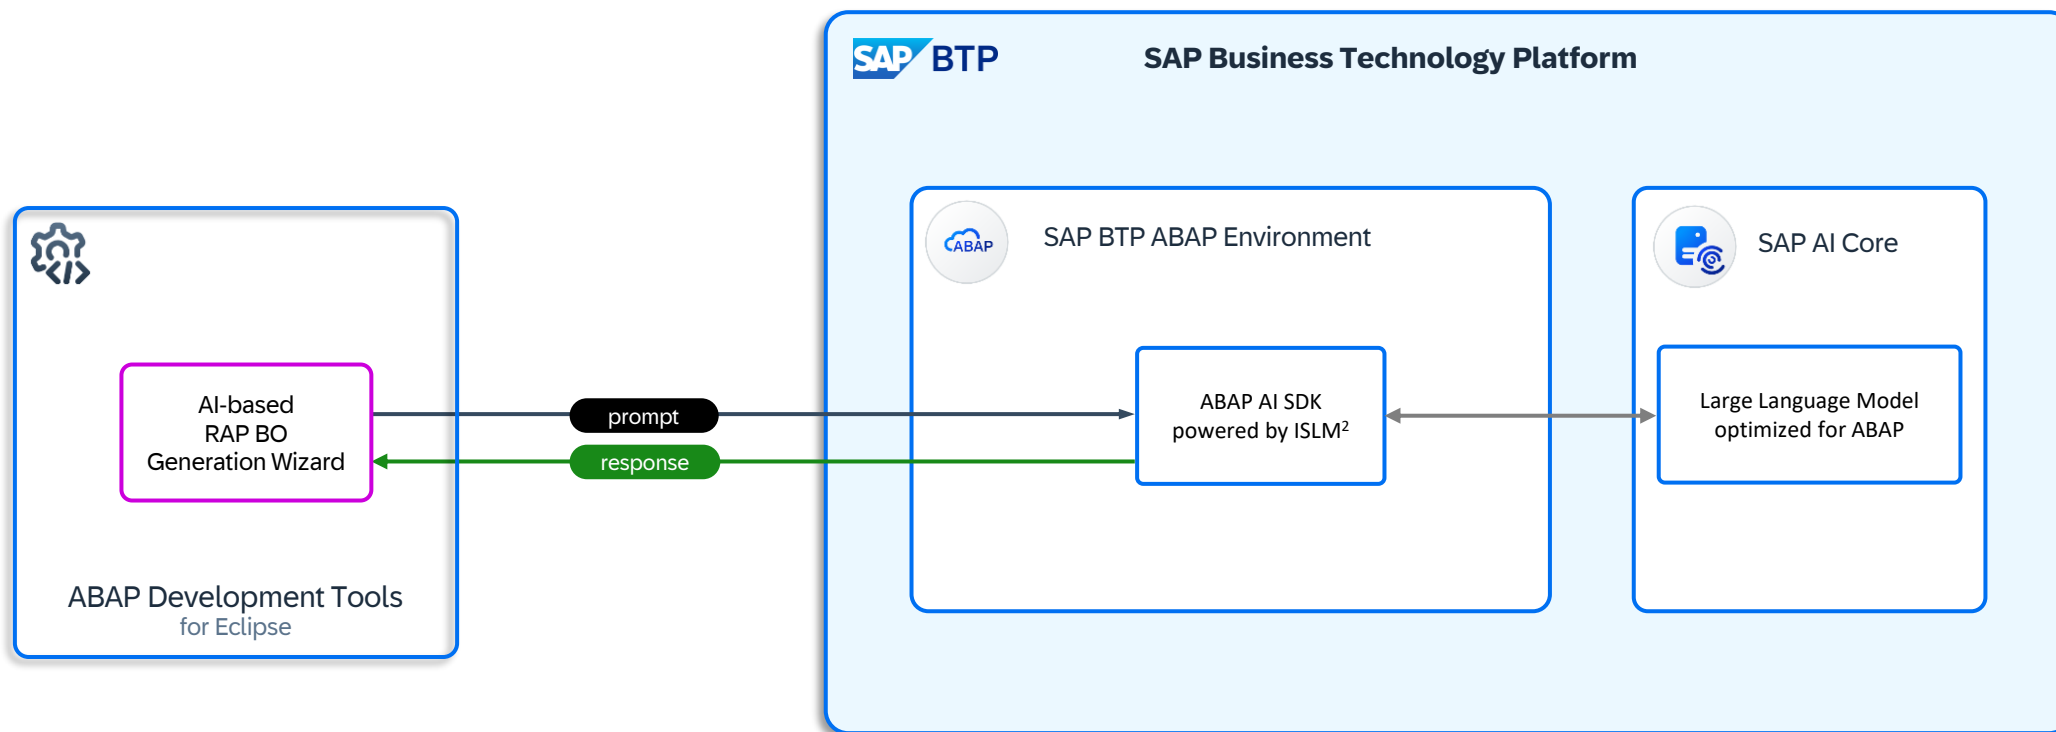 SAP BTP
SAP Business Technology Platform
ABAP
SAP BTP ABAP Environment
SAP AI Core
AI-based
RAP BO
Generation Wizard
prompt
response
ABAP AI SDK
powered by ISLM²
Large Language Model
optimized for ABAP
ABAP Development Tools
for Eclipse